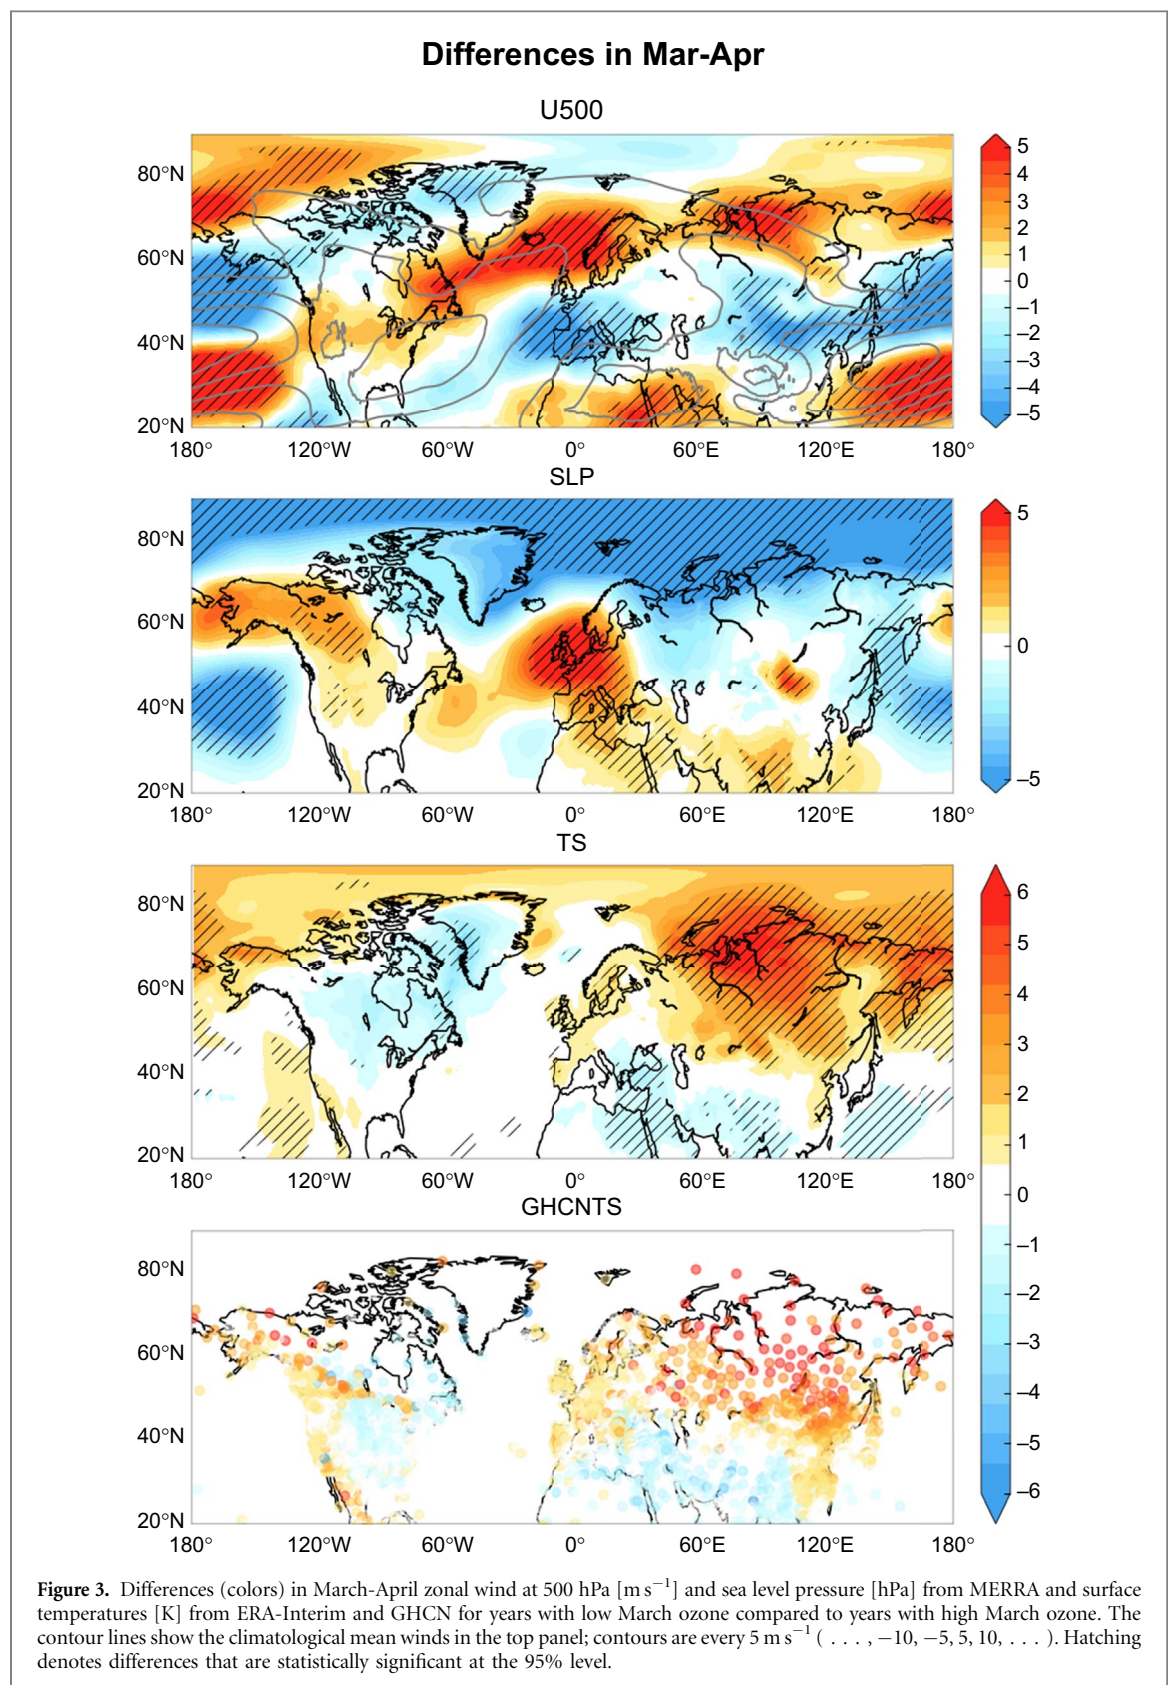 Differences in Mar-Apr
U500
80°N
60°N
40°N
20°N
180° 120°W 60°W 0° 60°E 120°E 180°
5
4
3
2
1
0
−1
−2
−3
−4
−5
SLP
80°N
60°N
40°N
20°N
180° 120°W 60°W 0° 60°E 120°E 180°
5
0
−5
TS
80°N
60°N
40°N
20°N
180° 120°W 60°W 0° 60°E 120°E 180°
6
5
4
3
2
1
0
−1
−2
−3
−4
−5
−6
GHCNTS
80°N
60°N
40°N
20°N
180° 120°W 60°W 0° 60°E 120°E 180°
Figure 3. Differences (colors) in March-April zonal wind at 500 hPa [m s⁻¹] and sea level pressure [hPa] from MERRA and surface
temperatures [K] from ERA-Interim and GHCN for years with low March ozone compared to years with high March ozone. The
contour lines show the climatological mean winds in the top panel; contours are every 5 m s⁻¹ ( . . . , −10, −5, 5, 10, . . . ). Hatching
denotes differences that are statistically significant at the 95% level.